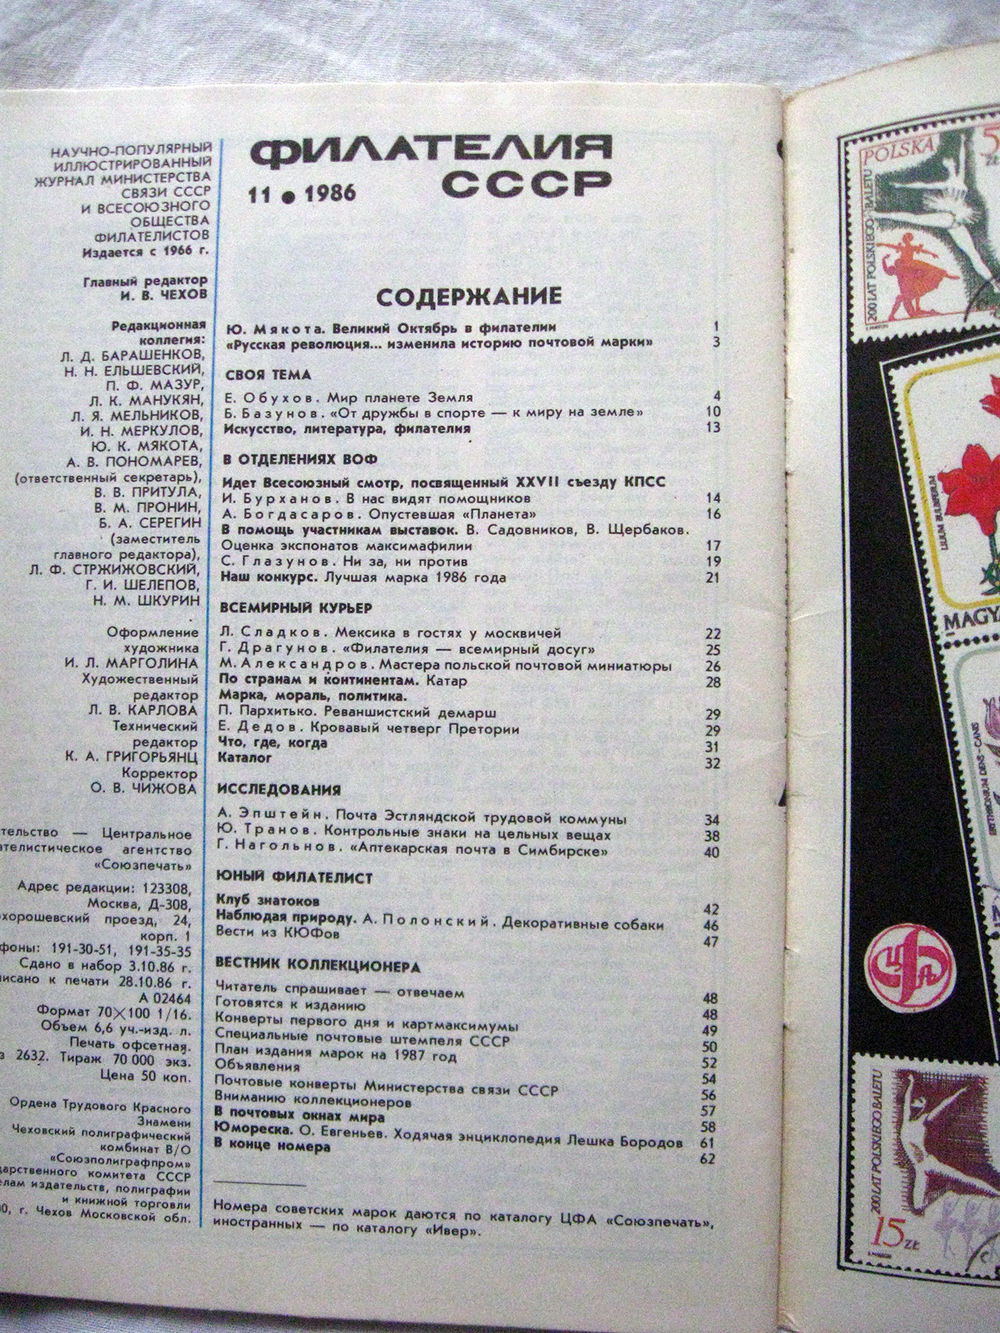 НАУЧНО-ПОПУЛЯРНЫЙ
ИЛЛЮСТРИРОВАННЫЙ
ЖУРНАЛ МИНИСТЕРСТВА
СВЯЗИ СССР
И ВСЕСОЮЗНОГО
ОБЩЕСТВА
ФИЛАТЕЛИСТОВ
Издается с 1966 г.
Главный редактор
И. В. ЧЕХОВ
Редакционная
коллегия:
Л. Д. БАРАШЕНКОВ,
Н. Н. ЕЛЬШЕВСКИЙ,
П. Ф. МАЗУР,
Л. К. МАНУКЯН,
Л. Я. МЕЛЬНИКОВ,
И. Н. МЕРКУЛОВ,
Ю. К. МЯКОТА,
А. В. ПОНОМАРЕВ,
(ответственный секретарь),
В. В. ПРИТУЛА,
В. М. ПРОНИН,
Б. А. СЕРЕГИН
(заместитель
главного редактора),
Л. Ф. СТРЖИЖОВСКИЙ,
Г. И. ШЕЛЕПОВ,
Н. М. ШКУРИН
Оформление
художника
И. Л. МАРГОЛИНА
Художественный
редактор
Л. В. КАРЛОВА
Технический
редактор
К. А. ГРИГОРЬЯНЦ
Корректор
О. В. ЧИЖОВА
— Центральное
агентство
«Союзпечать»
Адрес редакции: 123308,
Москва, Д-308,
проезд, 24,
корп. 1
191-30-51, 191-35-35
Сдано в набор 3.10.86 г.
к печати 28.10.86 г.
А 02464
Формат 70×100 1/16.
Объем 6,6 уч.-изд. л.
Печать офсетная.
2632. Тираж 70 000 экз.
Цена 50 коп.
Ордена Трудового Красного
Знамени
Чеховский полиграфический
комбинат В/О
«Союзполиграфпром»
комитета СССР
издательств, полиграфии
и книжной торговли
г. Чехов Московской обл.
ФИЛАТЕЛИЯ
СССР
11 ● 1986
СОДЕРЖАНИЕ
Ю. Мякота. Великий Октябрь в филателии 1
«Русская революция... изменила историю почтовой марки» 3
СВОЯ ТЕМА
Е. Обухов. Мир планете Земля 4
Б. Базунов. «От дружбы в спорте — к миру на земле» 10
Искусство, литература, филателия 13
В ОТДЕЛЕНИЯХ ВОФ
Идет Всесоюзный смотр, посвященный XXVII съезду КПСС
И. Бурханов. В нас видят помощников 14
А. Богдасаров. Опустевшая «Планета» 16
В помощь участникам выставок. В. Садовников, В. Щербаков.
Оценка экспонатов максимафилии 17
С. Глазунов. Ни за, ни против 19
Наш конкурс. Лучшая марка 1986 года 21
ВСЕМИРНЫЙ КУРЬЕР
Л. Сладков. Мексика в гостях у москвичей 22
Г. Драгунов. «Филателия — всемирный досуг» 25
М. Александров. Мастера польской почтовой миниатюры 26
По странам и континентам. Катар 28
Марка, мораль, политика.
П. Пархитько. Реваншистский демарш 29
Е. Дедов. Кровавый четверг Претории 29
Что, где, когда 31
Каталог 32
ИССЛЕДОВАНИЯ
А. Эпштейн. Почта Эстляндской трудовой коммуны 34
Ю. Транов. Контрольные знаки на цельных вещах 38
Г. Нагольнов. «Аптекарская почта в Симбирске» 40
ЮНЫЙ ФИЛАТЕЛИСТ
Клуб знатоков 42
Наблюдая природу. А. Полонский. Декоративные собаки 46
Вести из КЮФов 47
ВЕСТНИК КОЛЛЕКЦИОНЕРА
Читатель спрашивает — отвечаем 48
Готовятся к изданию 48
Конверты первого дня и картмаксимумы 49
Специальные почтовые штемпеля СССР 50
План издания марок на 1987 год 52
Объявления 54
Почтовые конверты Министерства связи СССР 56
Вниманию коллекционеров 57
В почтовых окнах мира 58
Юмореска. О. Евгеньев. Ходячая энциклопедия Лешка Бородов 61
В конце номера 62
Номера советских марок даются по каталогу ЦФА «Союзпечать»,
иностранных — по каталогу «Ивер».
POLSKA 5
200 LAT POLSKIEGO BALETU
LILIUM BULBIFERUM
MAGYA
ERYTHRONIUM DENS-CANIS
ЦФА
200 LAT POLSKIEGO BALETU
15 ZŁ